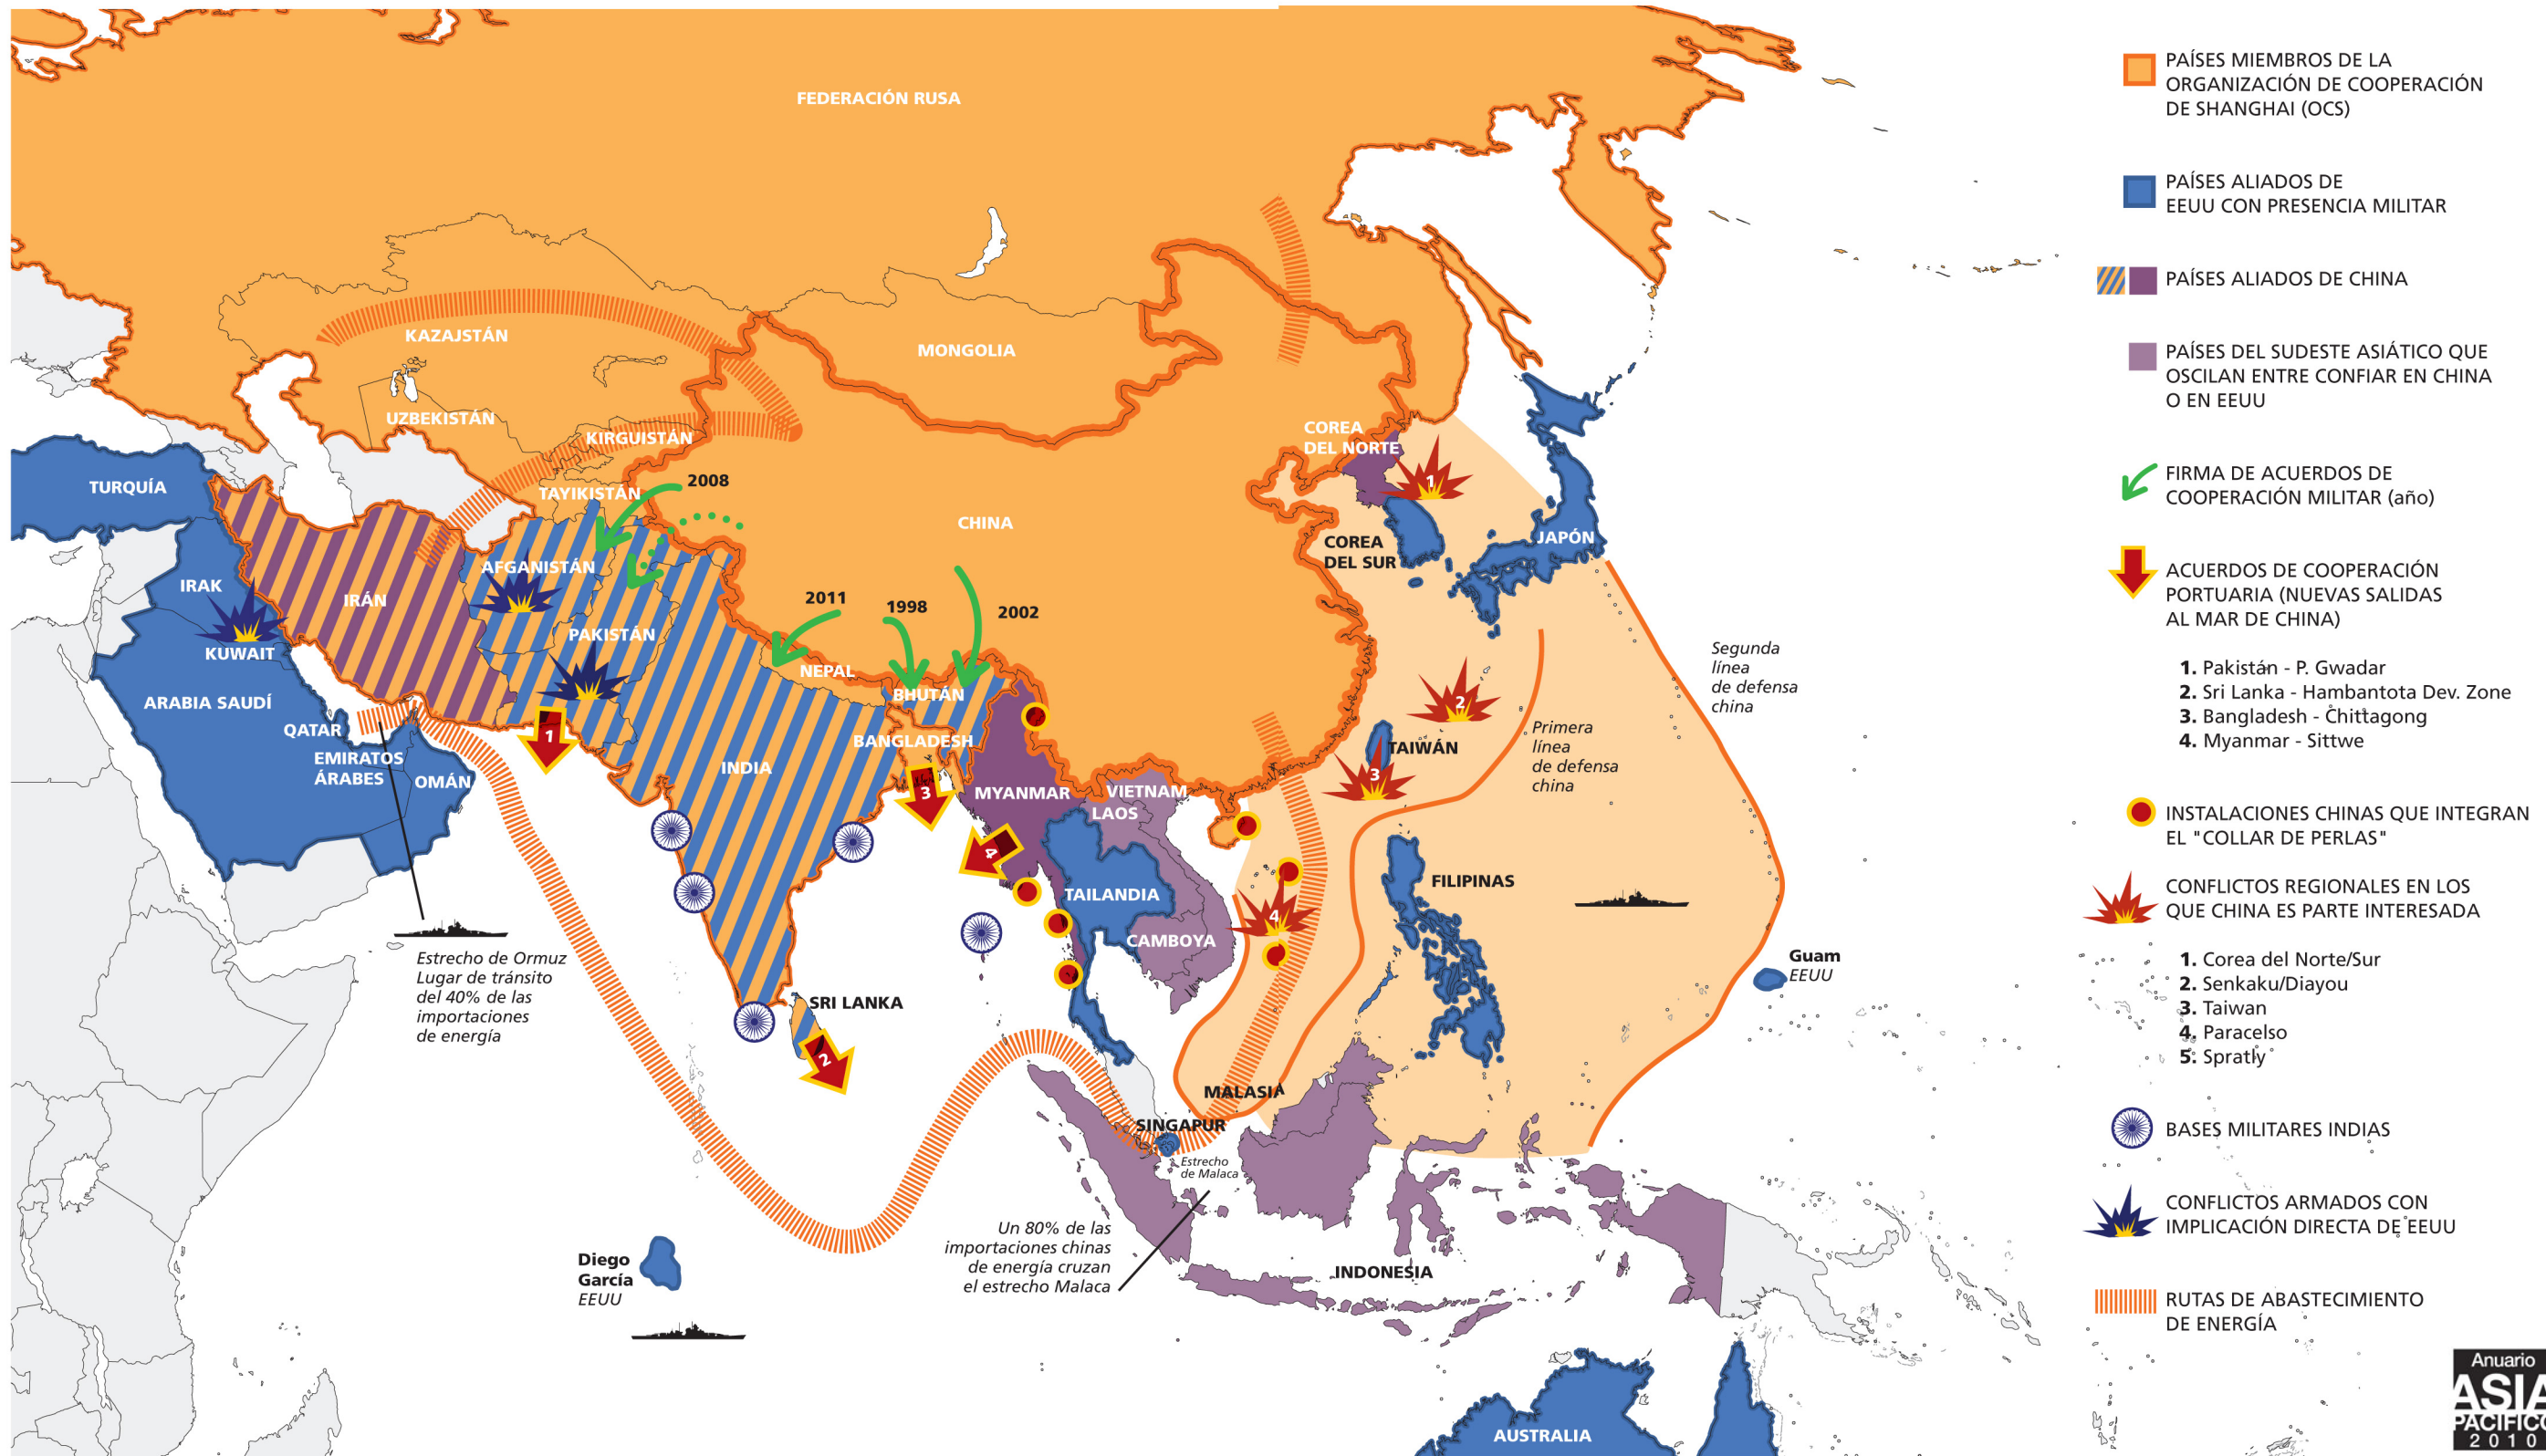 FEDERACIÓN RUSA
KAZAJSTÁN
MONGOLIA
UZBEKISTÁN
KIRGUISTÁN
TAYIKISTÁN
2008
CHINA
COREA
DEL NORTE
1
COREA
DEL SUR
JAPÓN
TURQUÍA
IRAK
IRÁN
AFGANISTÁN
PAKISTÁN
KUWAIT
ARABIA SAUDÍ
QATAR
EMIRATOS
ÁRABES
OMÁN
2011
1998
2002
NEPAL
BHUTÁN
BANGLADESH
INDIA
1
3
4
2
MYANMAR
VIETNAM
LAOS
TAILANDIA
CAMBOYA
SRI LANKA
2
TAIWÁN
3
4
FILIPINAS
Segunda
línea
de defensa
china
Primera
línea
de defensa
china
Guam
EEUU
Estrecho de Ormuz
Lugar de tránsito
del 40% de las
importaciones
de energía
MALASIA
SINGAPUR
Estrecho
de Malaca
Un 80% de las
importaciones chinas
de energía cruzan
el estrecho Malaca
INDONESIA
Diego
García
EEUU
AUSTRALIA
PAÍSES MIEMBROS DE LA
ORGANIZACIÓN DE COOPERACIÓN
DE SHANGHAI (OCS)
PAÍSES ALIADOS DE
EEUU CON PRESENCIA MILITAR
PAÍSES ALIADOS DE CHINA
PAÍSES DEL SUDESTE ASIÁTICO QUE
OSCILAN ENTRE CONFIAR EN CHINA
O EN EEUU
FIRMA DE ACUERDOS DE
COOPERACIÓN MILITAR (año)
ACUERDOS DE COOPERACIÓN
PORTUARIA (NUEVAS SALIDAS
AL MAR DE CHINA)
1. Pakistán - P. Gwadar
2. Sri Lanka - Hambantota Dev. Zone
3. Bangladesh - Chittagong
4. Myanmar - Sittwe
INSTALACIONES CHINAS QUE INTEGRAN
EL "COLLAR DE PERLAS"
CONFLICTOS REGIONALES EN LOS
QUE CHINA ES PARTE INTERESADA
1. Corea del Norte/Sur
2. Senkaku/Diayou
3. Taiwan
4. Paracelso
5. Spratly
BASES MILITARES INDIAS
CONFLICTOS ARMADOS CON
IMPLICACIÓN DIRECTA DE EEUU
RUTAS DE ABASTECIMIENTO
DE ENERGÍA
Anuario
ASIA
PACÍFICO
2010